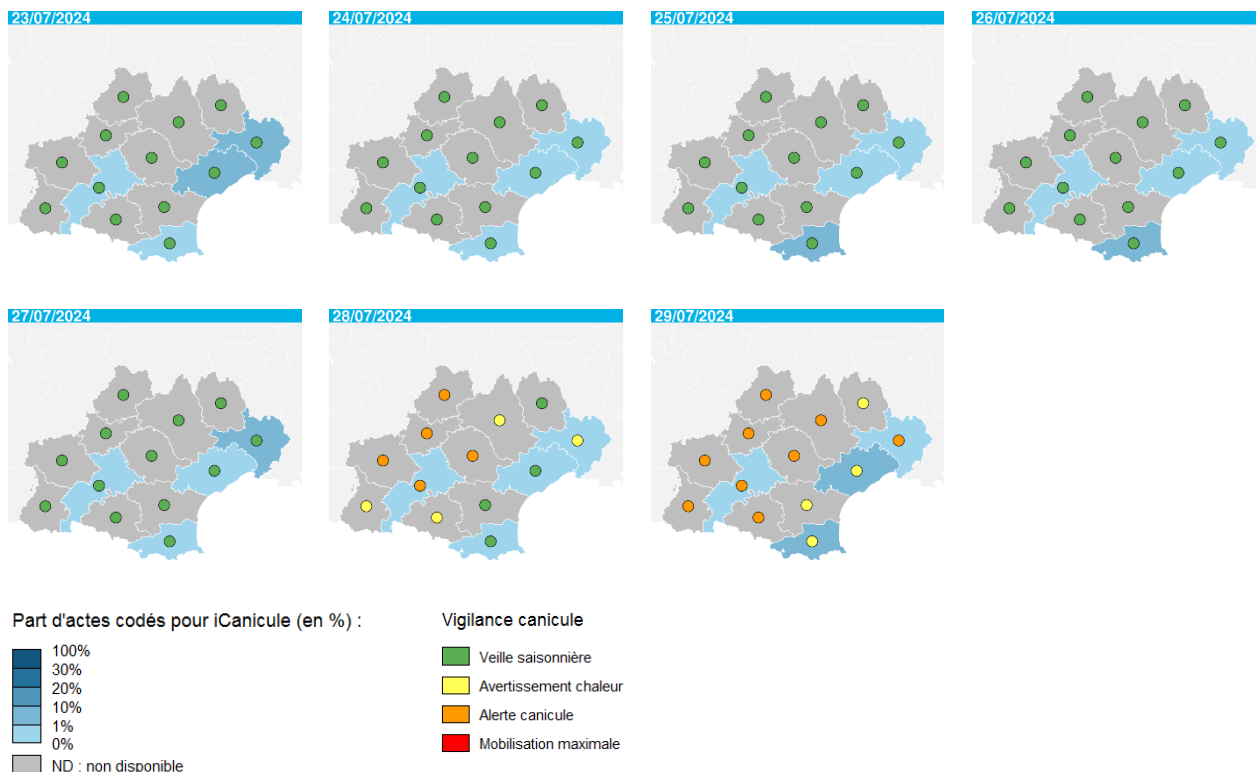 23/07/2024
24/07/2024
25/07/2024
26/07/2024
27/07/2024
28/07/2024
29/07/2024
Part d'actes codés pour iCanicule (en %) :
100%
30%
20%
10%
1%
0%
ND : non disponible
Vigilance canicule
Veille saisonnière
Avertissement chaleur
Alerte canicule
Mobilisation maximale